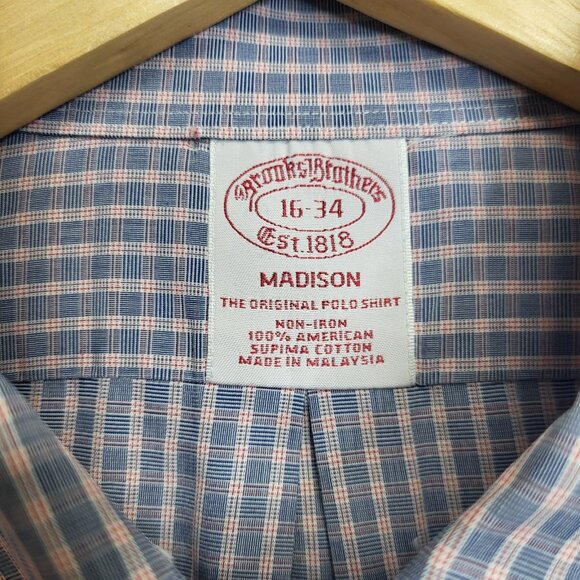 Brooks Brothers
16-34
Est. 1818
MADISON
THE ORIGINAL POLO SHIRT
NON-IRON
100% AMERICAN
SUPIMA COTTON
MADE IN MALAYSIA